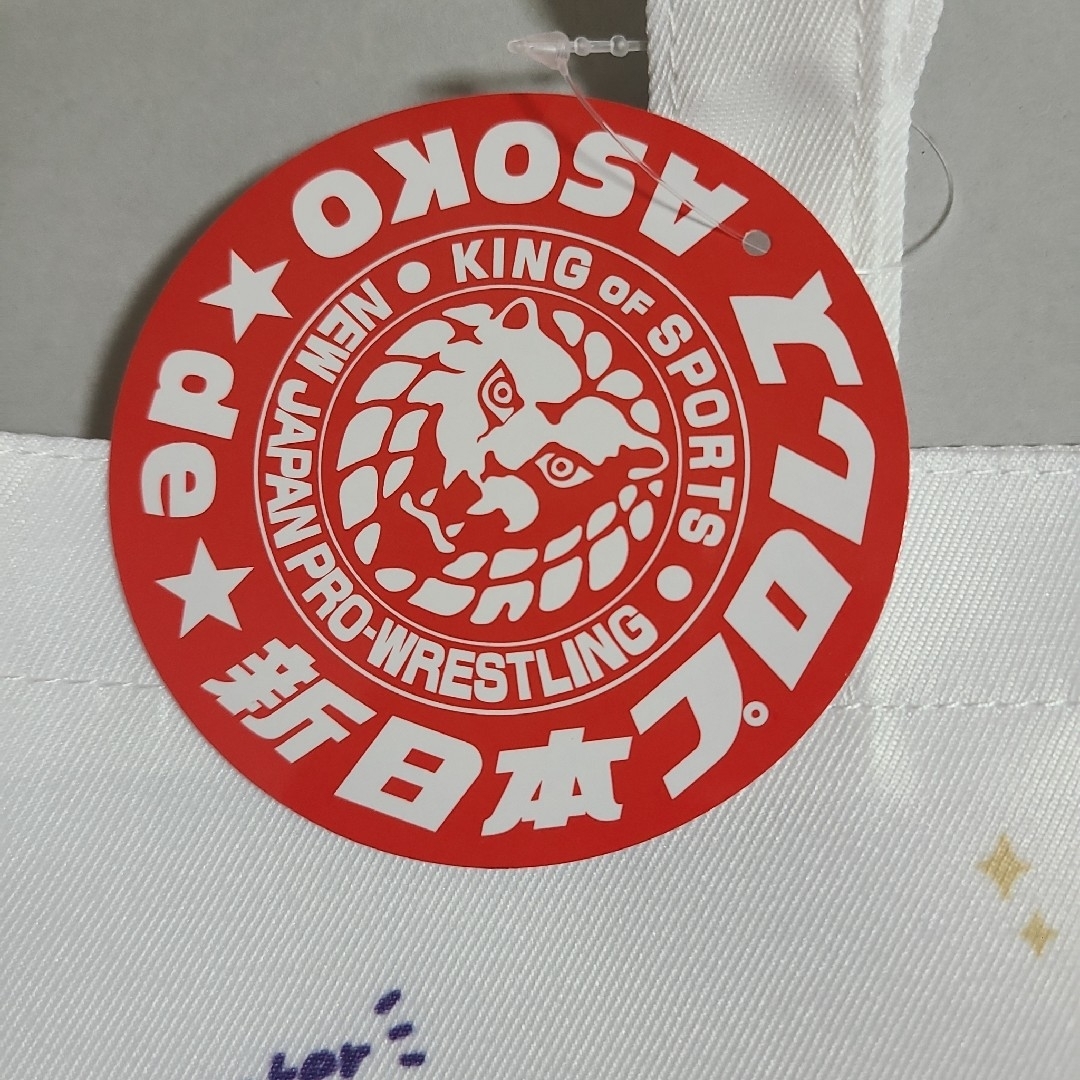 ASOKO
★de★
新日本プロレス
KING OF SPORTS
NEW JAPAN PRO-WRESTLING